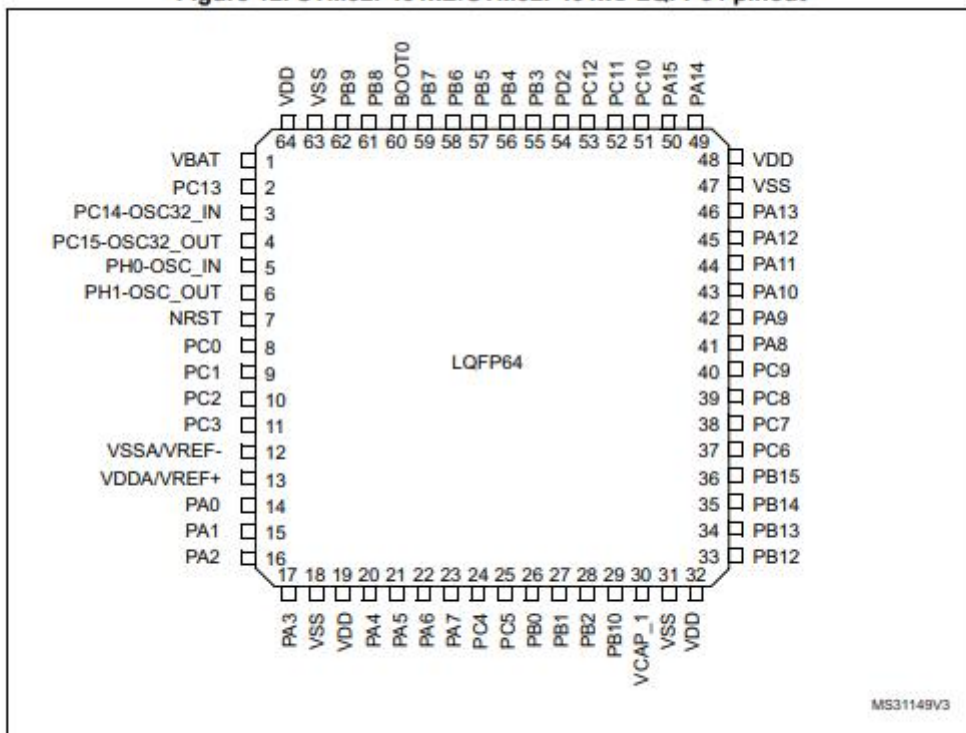 VDD
VSS
PB9
PB8
BOOT0
PB7
PB6
PB5
PB4
PB3
PD2
PC12
PC11
PC10
PA15
PA14
64 63 62 61 60 59 58 57 56 55 54 53 52 51 50 49
VBAT 1 48 VDD
PC13 2 47 VSS
PC14-OSC32_IN 3 46 PA13
PC15-OSC32_OUT 4 45 PA12
PH0-OSC_IN 5 44 PA11
PH1-OSC_OUT 6 43 PA10
NRST 7 42 PA9
PC0 8 41 PA8
PC1 9 LQFP64 40 PC9
PC2 10 39 PC8
PC3 11 38 PC7
VSSA/VREF- 12 37 PC6
VDDA/VREF+ 13 36 PB15
PA0 14 35 PB14
PA1 15 34 PB13
PA2 16 33 PB12
17 18 19 20 21 22 23 24 25 26 27 28 29 30 31 32
PA3
VSS
VDD
PA4
PA5
PA6
PA7
PC4
PC5
PB0
PB1
PB2
PB10
VCAP_1
VSS
VDD
MS31149V3